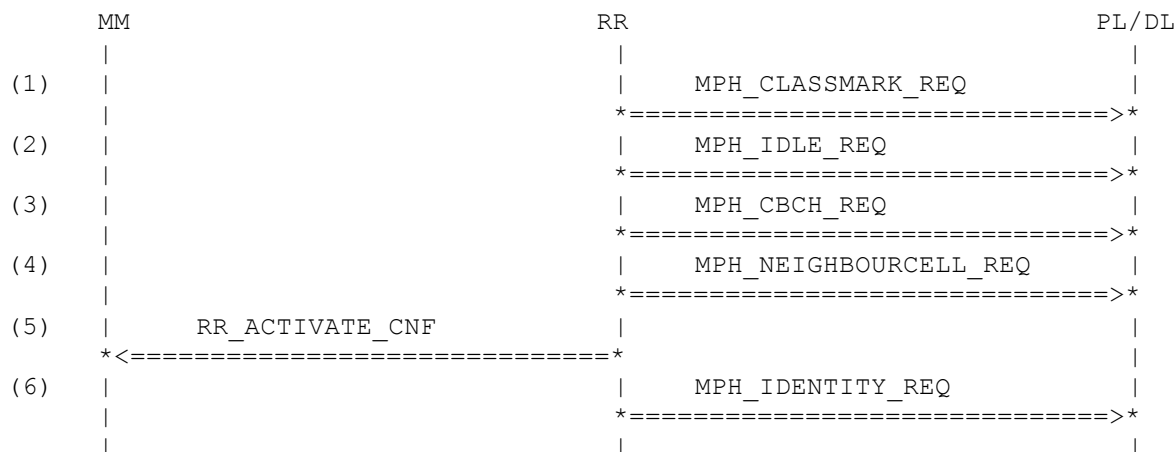 MM RR PL/DL
| | |
(1) | | MPH_CLASSMARK_REQ |
| *==============================>*
(2) | | MPH_IDLE_REQ |
| *==============================>*
(3) | | MPH_CBCH_REQ |
| *==============================>*
(4) | | MPH_NEIGHBOURCELL_REQ |
| *==============================>*
(5) | RR_ACTIVATE_CNF | |
*<==============================* |
(6) | | MPH_IDENTITY_REQ |
| *==============================>*
| | |